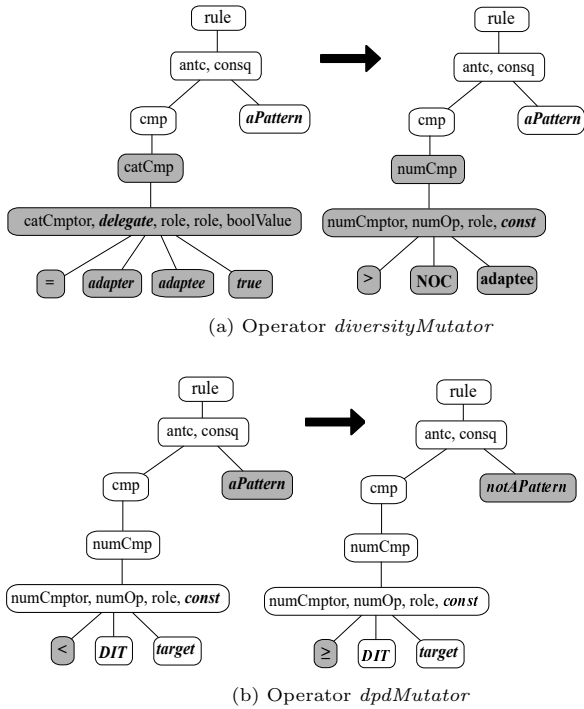 rule
antc, consq
cmp
aPattern
catCmp
catCmptor, delegate, role, role, boolValue
= adapter adaptee true
rule
antc, consq
cmp
aPattern
numCmp
numCmptor, numOp, role, const
> NOC adaptee
(a) Operator diversityMutator
rule
antc, consq
cmp
aPattern
numCmp
numCmptor, numOp, role, const
< DIT target
rule
antc, consq
cmp
notAPattern
numCmp
numCmptor, numOp, role, const
≥ DIT target
(b) Operator dpdMutator